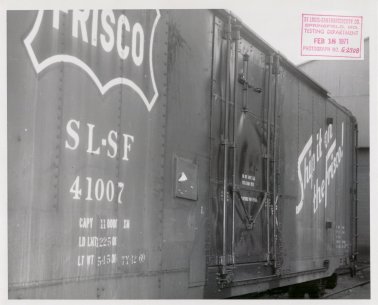 ST. LOUIS-SAN FRANCISCO RY. CO.
SPRINGFIELD, MO.
TESTING DEPARTMENT
FEB 18 1971
PHOTOGRAPH NO.
FRISCO
SL-SF
41007
CAPT
LD LMT
LT WT
Ship it on
the Frisco!